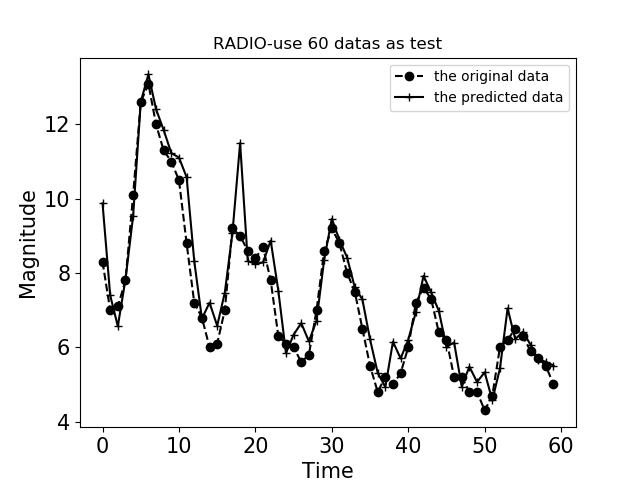 RADIO-use 60 datas as test
the original data
the predicted data
Magnitude
12
10
8
6
4
0 10 20 30 40 50 60
Time